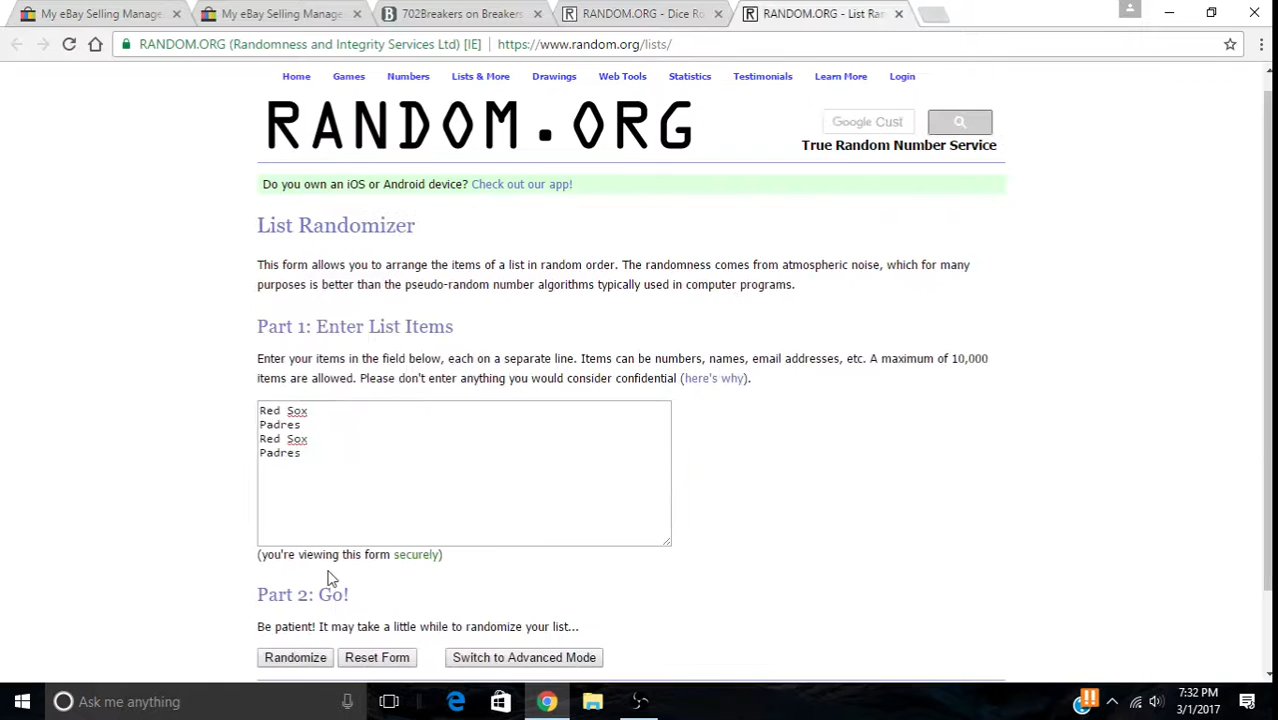 My eBay Selling Manage
My eBay Selling Manage
702Breakers on Breakers
RANDOM.ORG - Dice Ro
RANDOM.ORG - List Ra
RANDOM.ORG (Randomness and Integrity Services Ltd) [IE]
https://www.random.org/lists/
Home Games Numbers Lists & More Drawings Web Tools Statistics Testimonials Learn More Login
RANDOM.ORG
Google Cust
True Random Number Service
Do you own an iOS or Android device? Check out our app!
List Randomizer
This form allows you to arrange the items of a list in random order. The randomness comes from atmospheric noise, which for many
purposes is better than the pseudo-random number algorithms typically used in computer programs.
Part 1: Enter List Items
Enter your items in the field below, each on a separate line. Items can be numbers, names, email addresses, etc. A maximum of 10,000
items are allowed. Please don't enter anything you would consider confidential (here's why).
Red Sox
Padres
Red Sox
Padres
(you're viewing this form securely)
Part 2: Go!
Be patient! It may take a little while to randomize your list...
Randomize Reset Form Switch to Advanced Mode
Ask me anything
7:32 PM
3/1/2017